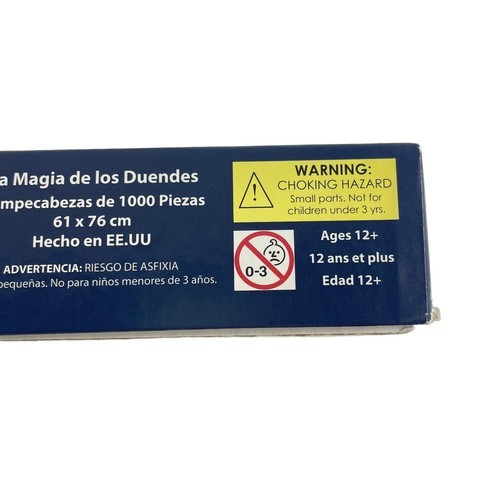 a Magia de los Duendes
mpecabezas de 1000 Piezas
61 x 76 cm
Hecho en EE.UU
ADVERTENCIA: RIESGO DE ASFIXIA
pequeñas. No para niños menores de 3 años.
WARNING:
CHOKING HAZARD
Small parts. Not for
children under 3 yrs.
0-3
Ages 12+
12 ans et plus
Edad 12+